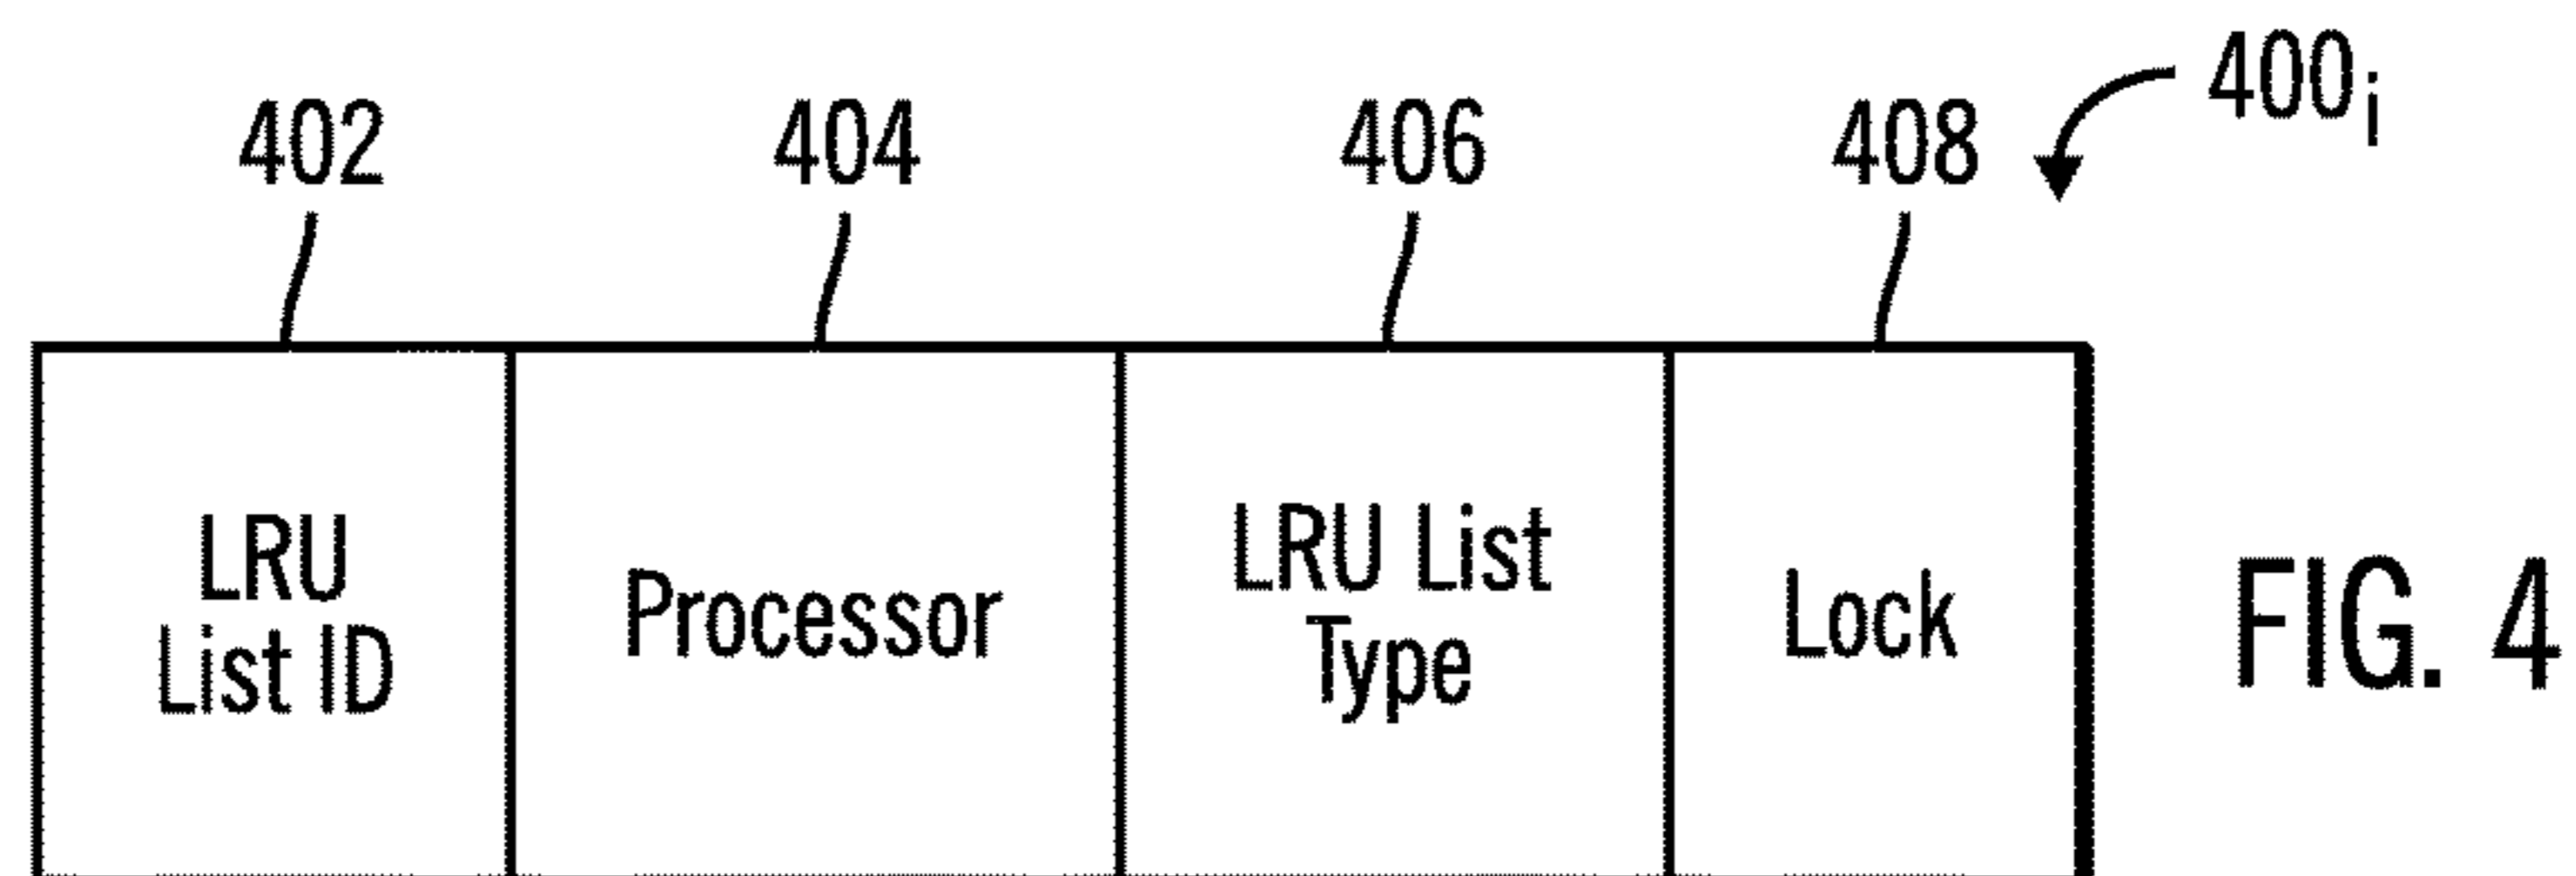 402 404 406 408 400i
LRU
List ID
Processor
LRU List
Type
Lock
FIG. 4